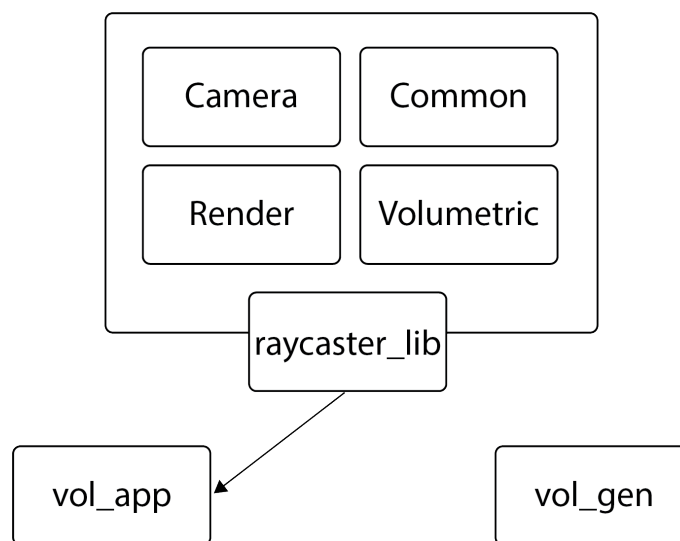 Camera
Common
Render
Volumetric
raycaster_lib
vol_app
vol_gen